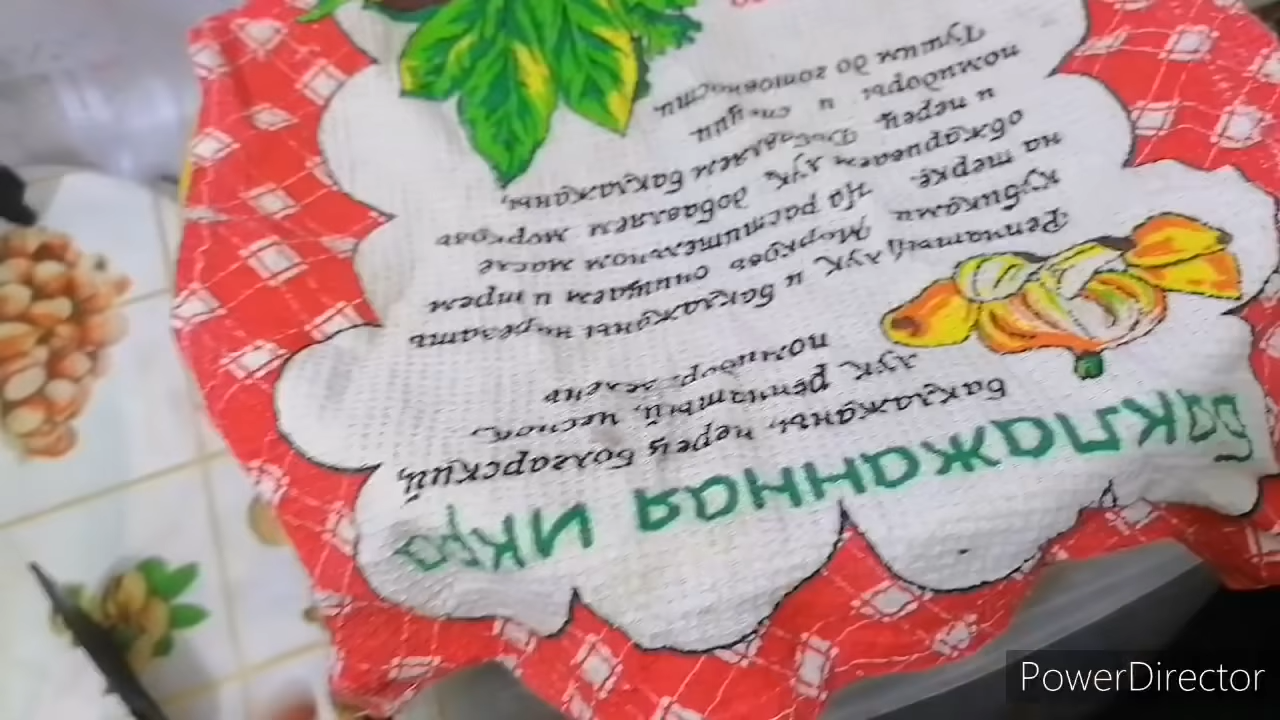 Баклажанная икра
баклажаны, перец болгарский,
лук репчатый, чеснок,
помидоры зелень
Репчатый лук и баклажаны нарезать
кубиками. Морковь очищаем и трем
на терке. На растительном масле
обжариваем лук, добавляем морковь
и перец. Добавляем баклажаны,
помидоры и специи
Тушим до готовности.
PowerDirector